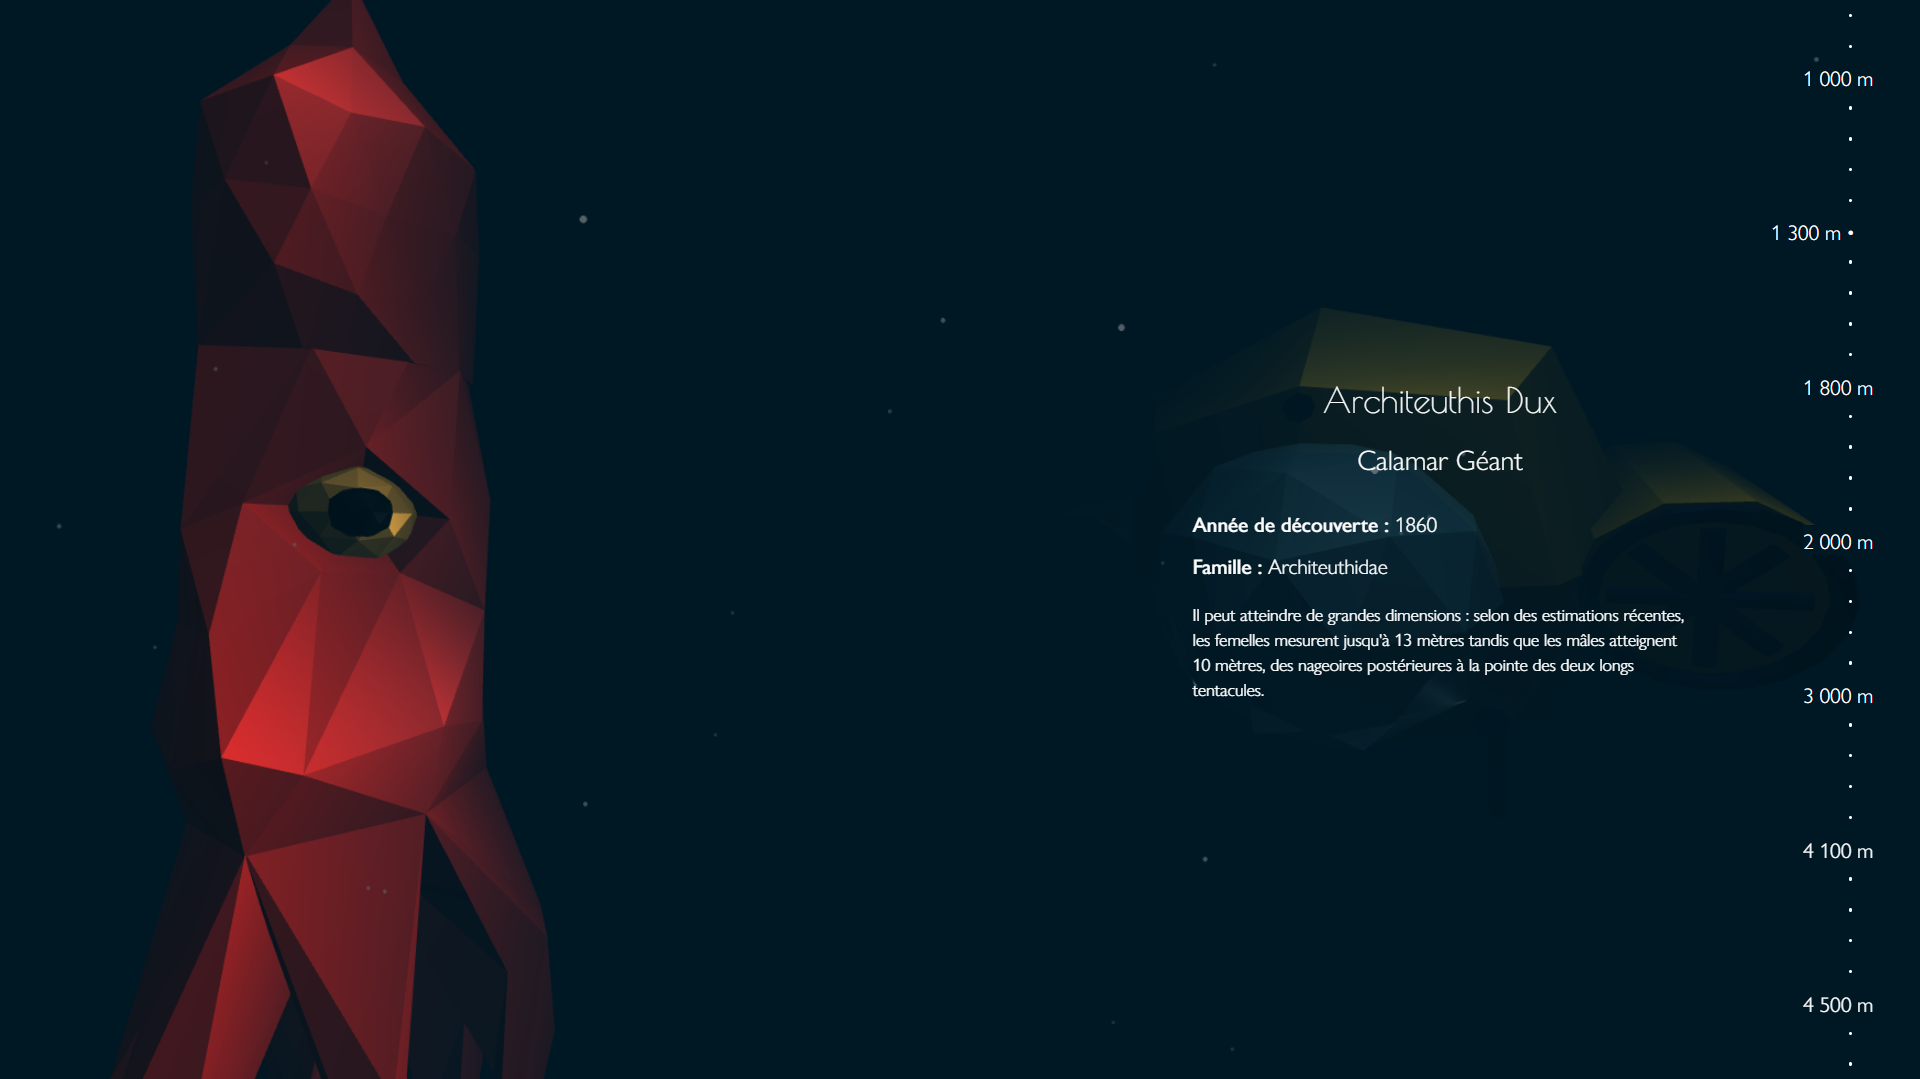 Architeuthis Dux
Calamar Géant
Année de découverte : 1860
Famille : Architeuthidae
Il peut atteindre de grandes dimensions : selon des estimations récentes,
les femelles mesurent jusqu'à 13 mètres tandis que les mâles atteignent
10 mètres, des nageoires postérieures à la pointe des deux longs
tentacules.
1 000 m
1 300 m
1 800 m
2 000 m
3 000 m
4 100 m
4 500 m